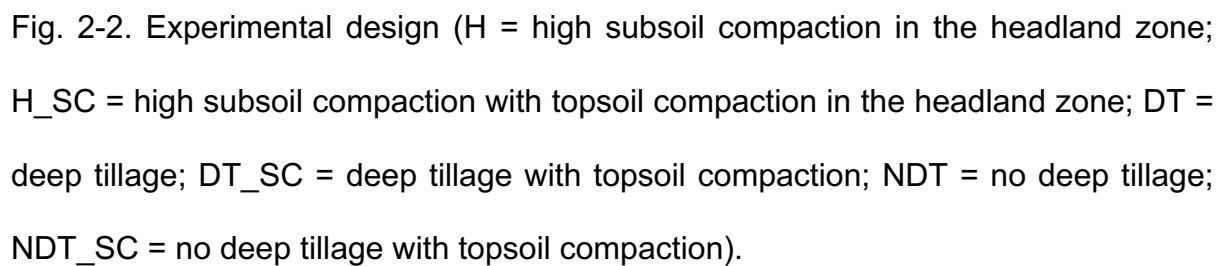 Fig. 2-2. Experimental design (H = high subsoil compaction in the headland zone;
H_SC = high subsoil compaction with topsoil compaction in the headland zone; DT =
deep tillage; DT_SC = deep tillage with topsoil compaction; NDT = no deep tillage;
NDT_SC = no deep tillage with topsoil compaction).